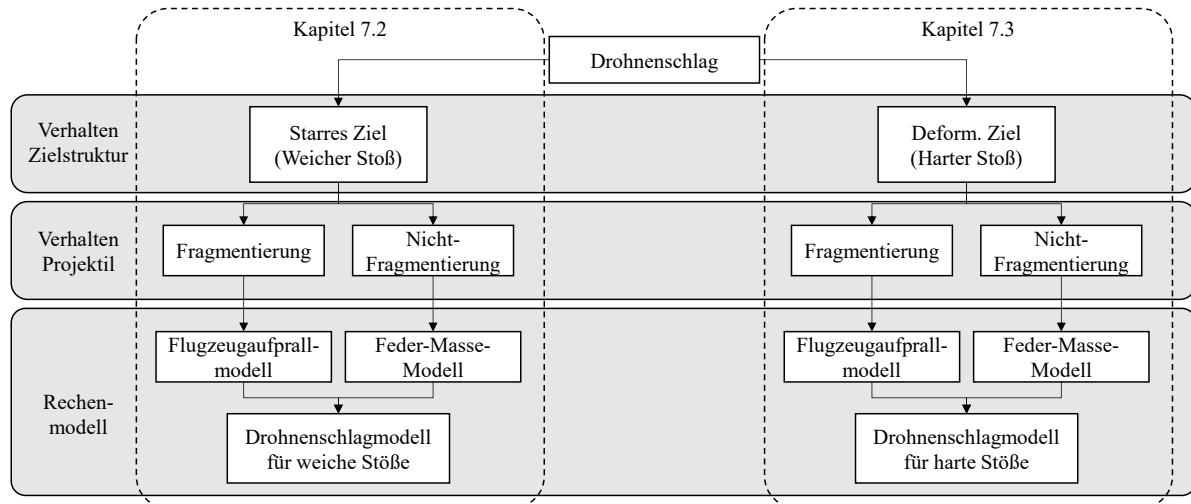 Kapitel 7.2
Kapitel 7.3
Drohnenschlag
Verhalten
Zielstruktur
Starres Ziel
(Weicher Stoß)
Deform. Ziel
(Harter Stoß)
Verhalten
Projektil
Fragmentierung
Nicht-
Fragmentierung
Fragmentierung
Nicht-
Fragmentierung
Rechen-
modell
Flugzeugaufprall-
modell
Feder-Masse-
Modell
Flugzeugaufprall-
modell
Feder-Masse-
Modell
Drohnenschlagmodell
für weiche Stöße
Drohnenschlagmodell
für harte Stöße